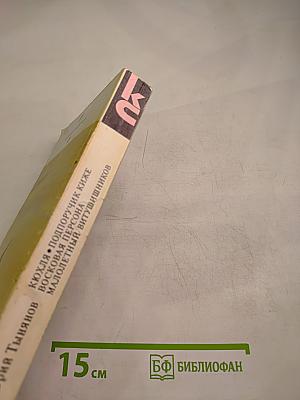 КЮХЛЯ • ПОДПОРУЧИК КИЖЕ
ВОСКОВАЯ ПЕРСОНА
МАЛОЛЕТНЫЙ ВИТУШИШНИКОВ
Тынянов
15 см
БФ БИБЛИОФАН